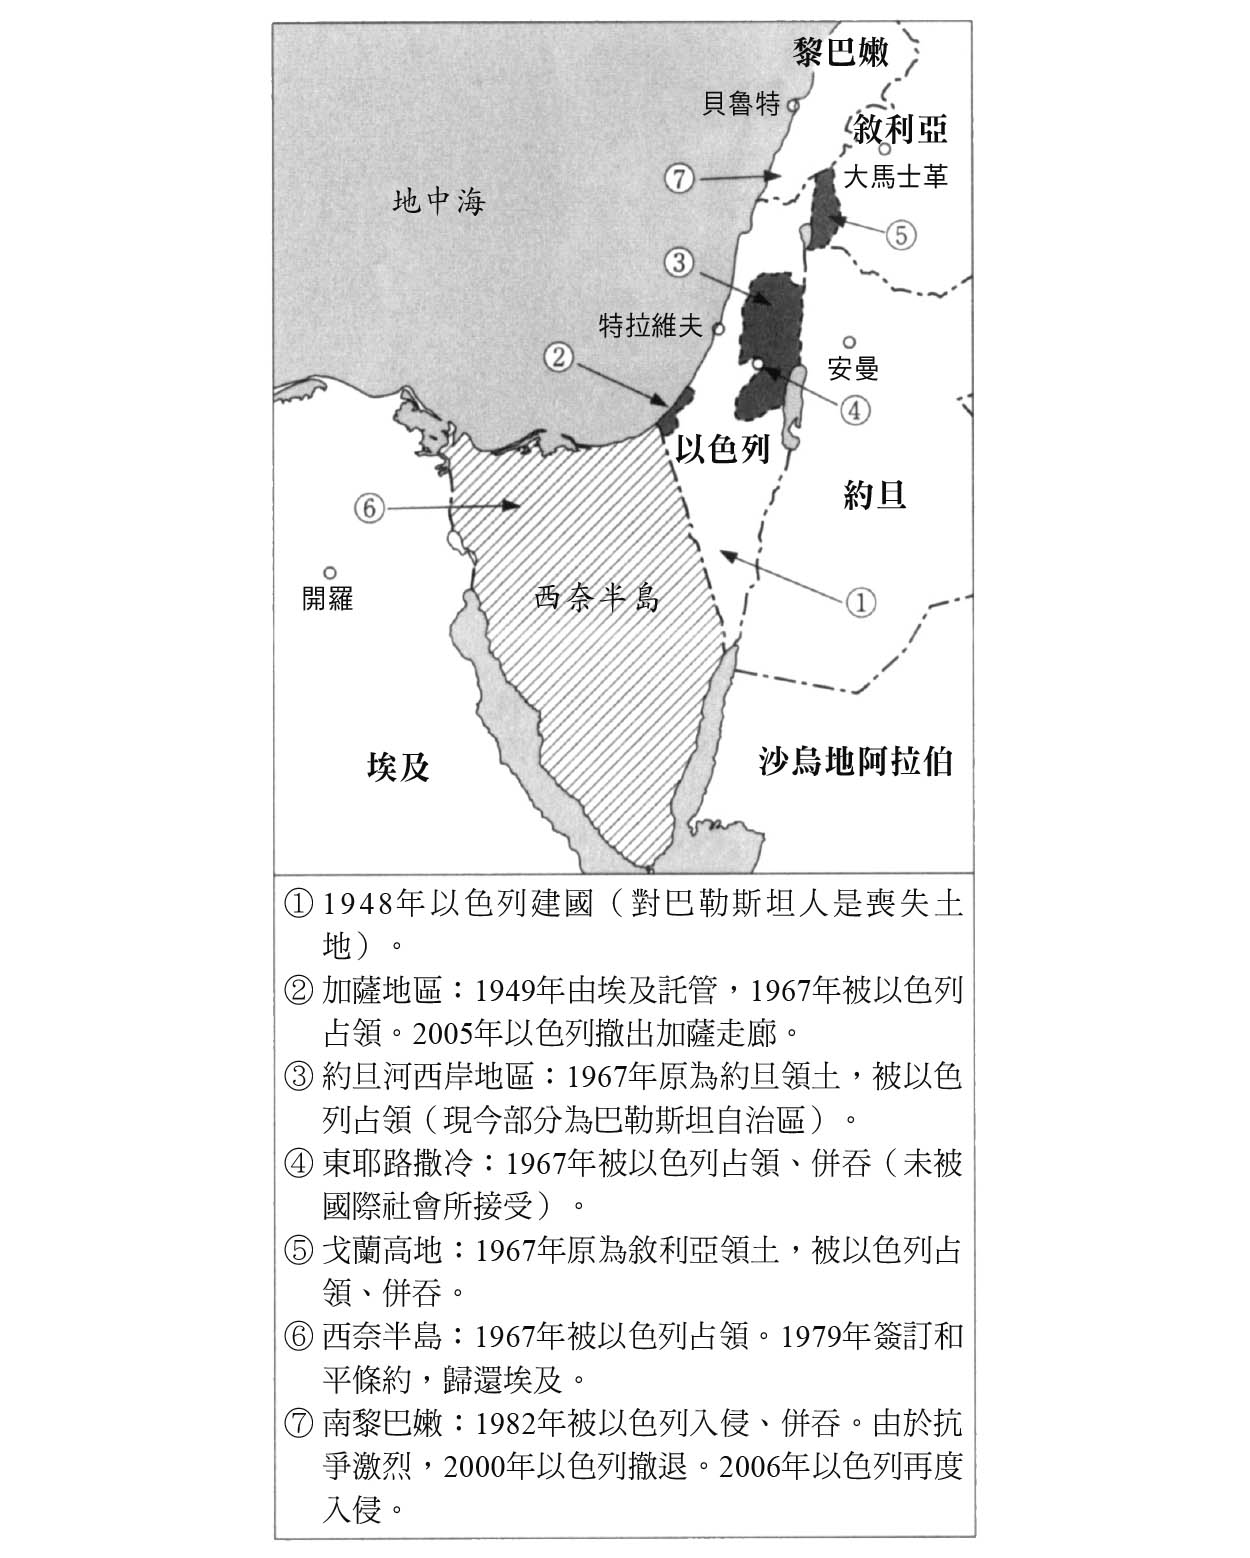 黎巴嫩
貝魯特
敘利亞
大馬士革
⑦
地中海
⑤
③
特拉維夫
②
安曼
④
以色列
約旦
⑥
西奈半島
開羅
①
埃及
沙烏地阿拉伯
① 1948年以色列建國（對巴勒斯坦人是喪失土
地）。
② 加薩地區：1949年由埃及託管，1967年被以色列
占領。2005年以色列撤出加薩走廊。
③ 約旦河西岸地區：1967年原為約旦領土，被以色
列占領（現今部分為巴勒斯坦自治區）。
④ 東耶路撒冷：1967年被以色列占領、併吞（未被
國際社會所接受）。
⑤ 戈蘭高地：1967年原為敘利亞領土，被以色列占
領、併吞。
⑥ 西奈半島：1967年被以色列占領。1979年簽訂和
平條約，歸還埃及。
⑦ 南黎巴嫩：1982年被以色列入侵、併吞。由於抗
爭激烈，2000年以色列撤退。2006年以色列再度
入侵。